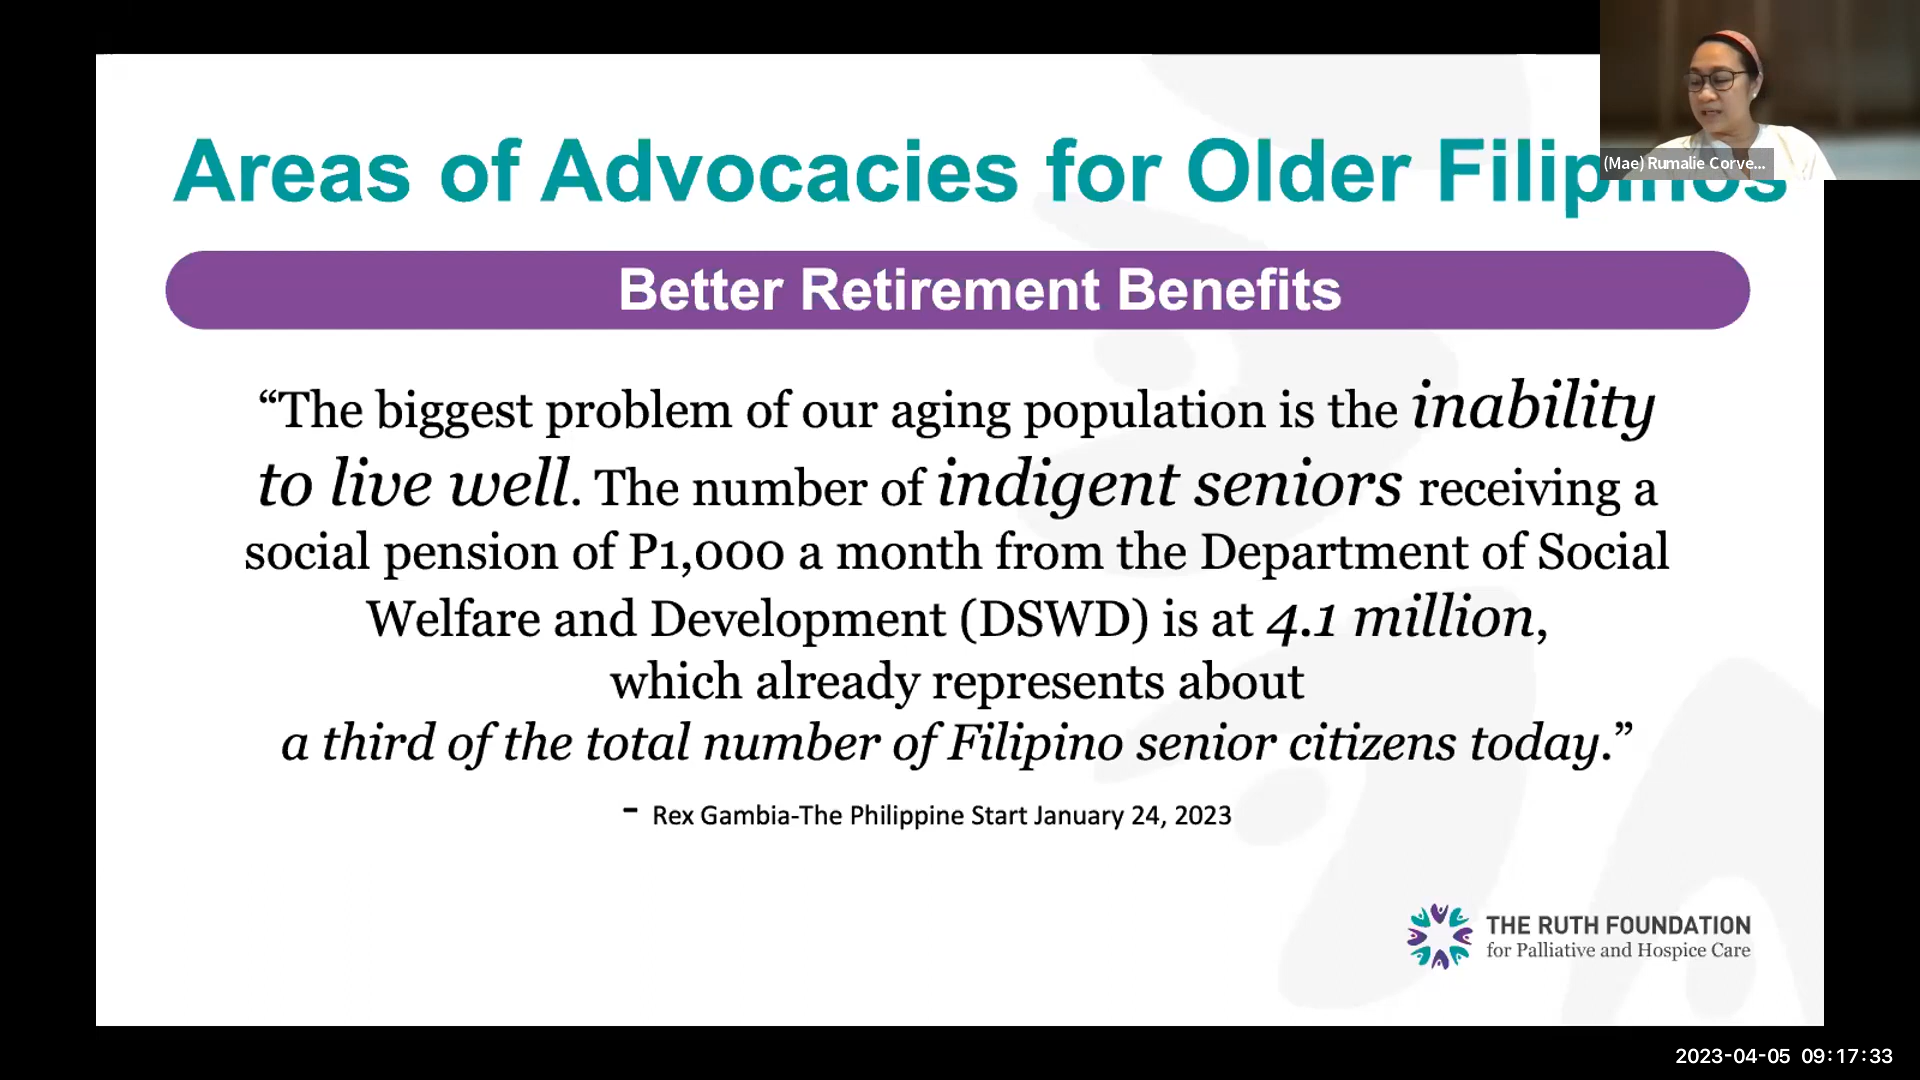 Areas of Advocacies for Older Filipinos
(Mae) Rumalie Corve...
Better Retirement Benefits
“The biggest problem of our aging population is the inability
to live well. The number of indigent seniors receiving a
social pension of P1,000 a month from the Department of Social
Welfare and Development (DSWD) is at 4.1 million,
which already represents about
a third of the total number of Filipino senior citizens today.”
- Rex Gambia-The Philippine Start January 24, 2023
THE RUTH FOUNDATION
for Palliative and Hospice Care
2023-04-05 09:17:33